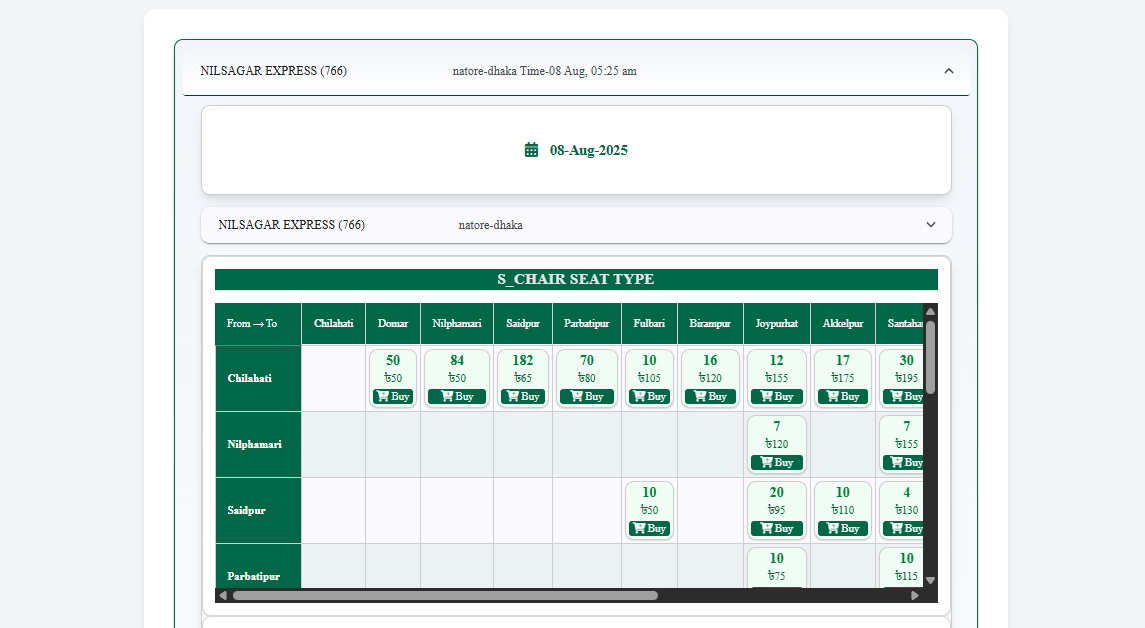 NILSAGAR EXPRESS (766) natore-dhaka Time-08 Aug, 05:25 am
08-Aug-2025
NILSAGAR EXPRESS (766) natore-dhaka
S_CHAIR SEAT TYPE
From → To Chilahati Domar Nilphamari Saidpur Parbatipur Fulbari Birampur Joypurhat Akkelpur Santaha
Chilahati
50 84 182 70 10 16 12 17 30
৳50 ৳50 ৳65 ৳80 ৳105 ৳120 ৳155 ৳175 ৳195
Buy Buy Buy Buy Buy Buy Buy Buy Buy
Nilphamari
7 7
৳120 ৳155
Buy Buy
Saidpur
10 20 10 4
৳50 ৳95 ৳110 ৳130
Buy Buy Buy Buy
Parbatipur
10 10
৳75 ৳115